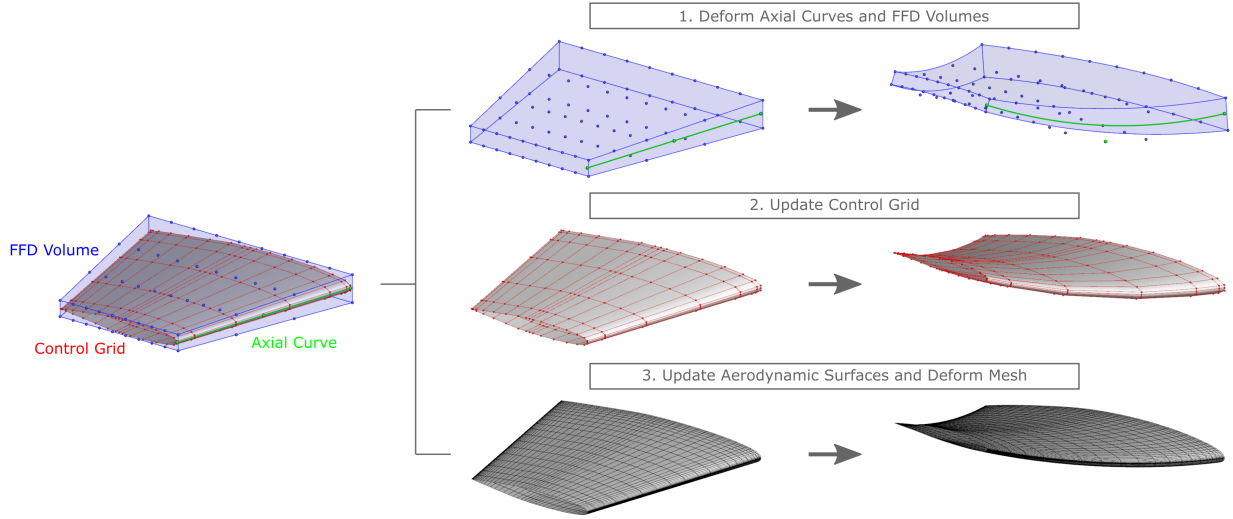 1. Deform Axial Curves and FFD Volumes
2. Update Control Grid
FFD Volume
Control Grid
Axial Curve
3. Update Aerodynamic Surfaces and Deform Mesh